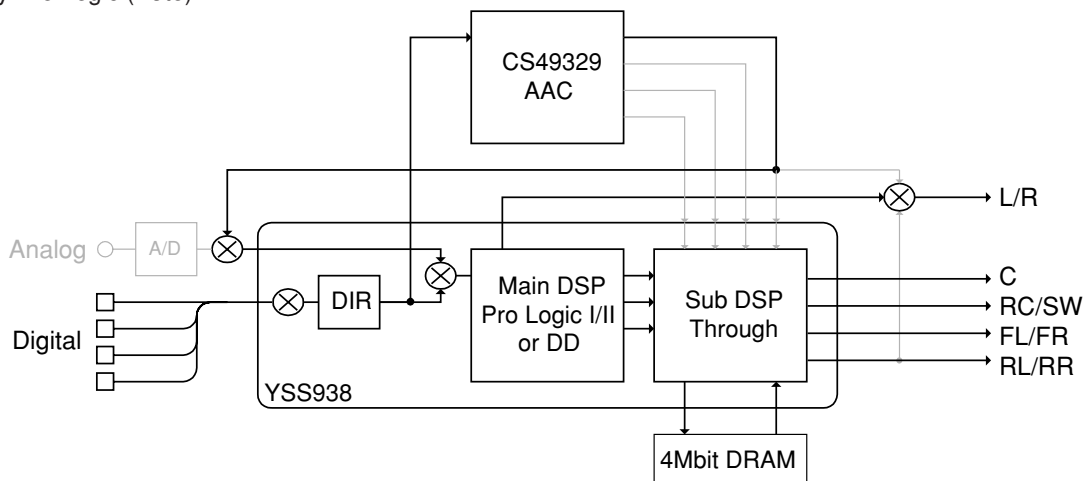 CS49329
AAC
L/R
Analog
A/D
DIR
Main DSP
Pro Logic I/II
or DD
Sub DSP
Through
C
RC/SW
FL/FR
RL/RR
Digital
YSS938
4Mbit DRAM